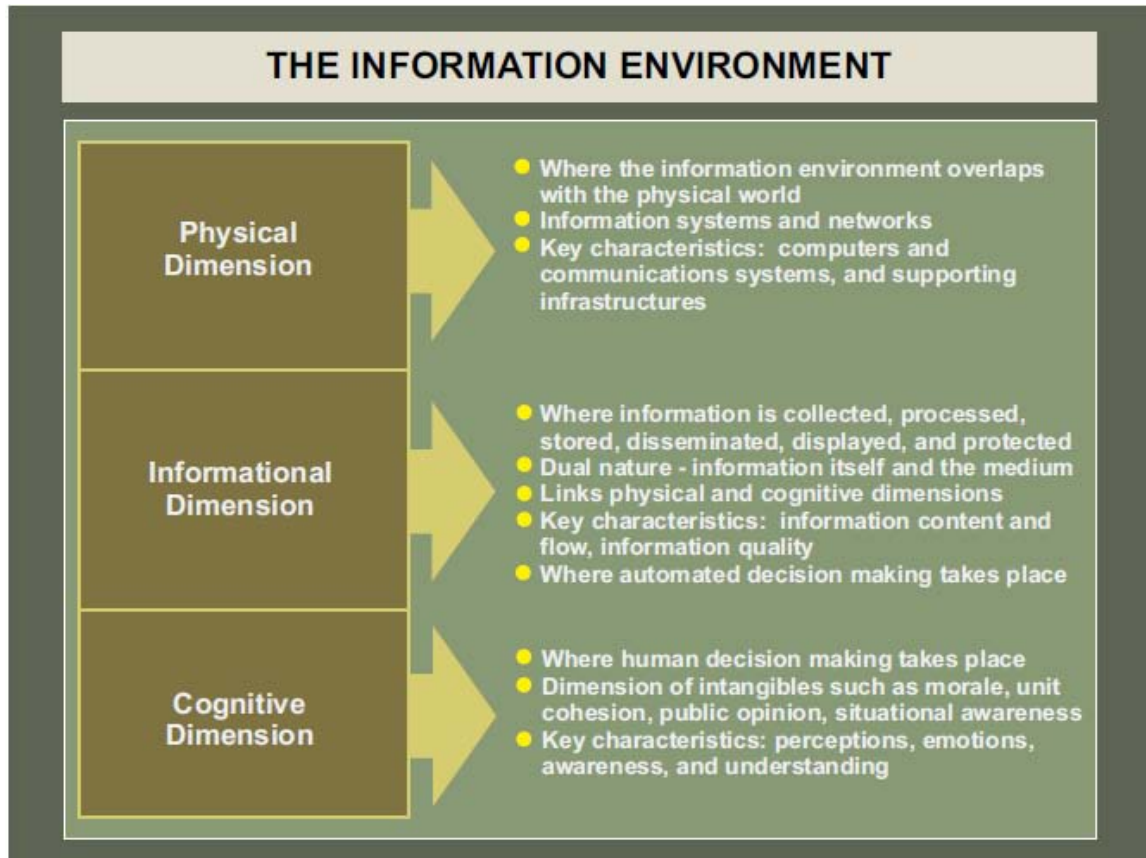 THE INFORMATION ENVIRONMENT
Physical
Dimension
● Where the information environment overlaps
with the physical world
● Information systems and networks
● Key characteristics: computers and
communications systems, and supporting
infrastructures
Informational
Dimension
● Where information is collected, processed,
stored, disseminated, displayed, and protected
● Dual nature - information itself and the medium
● Links physical and cognitive dimensions
● Key characteristics: information content and
flow, information quality
● Where automated decision making takes place
Cognitive
Dimension
● Where human decision making takes place
● Dimension of intangibles such as morale, unit
cohesion, public opinion, situational awareness
● Key characteristics: perceptions, emotions,
awareness, and understanding